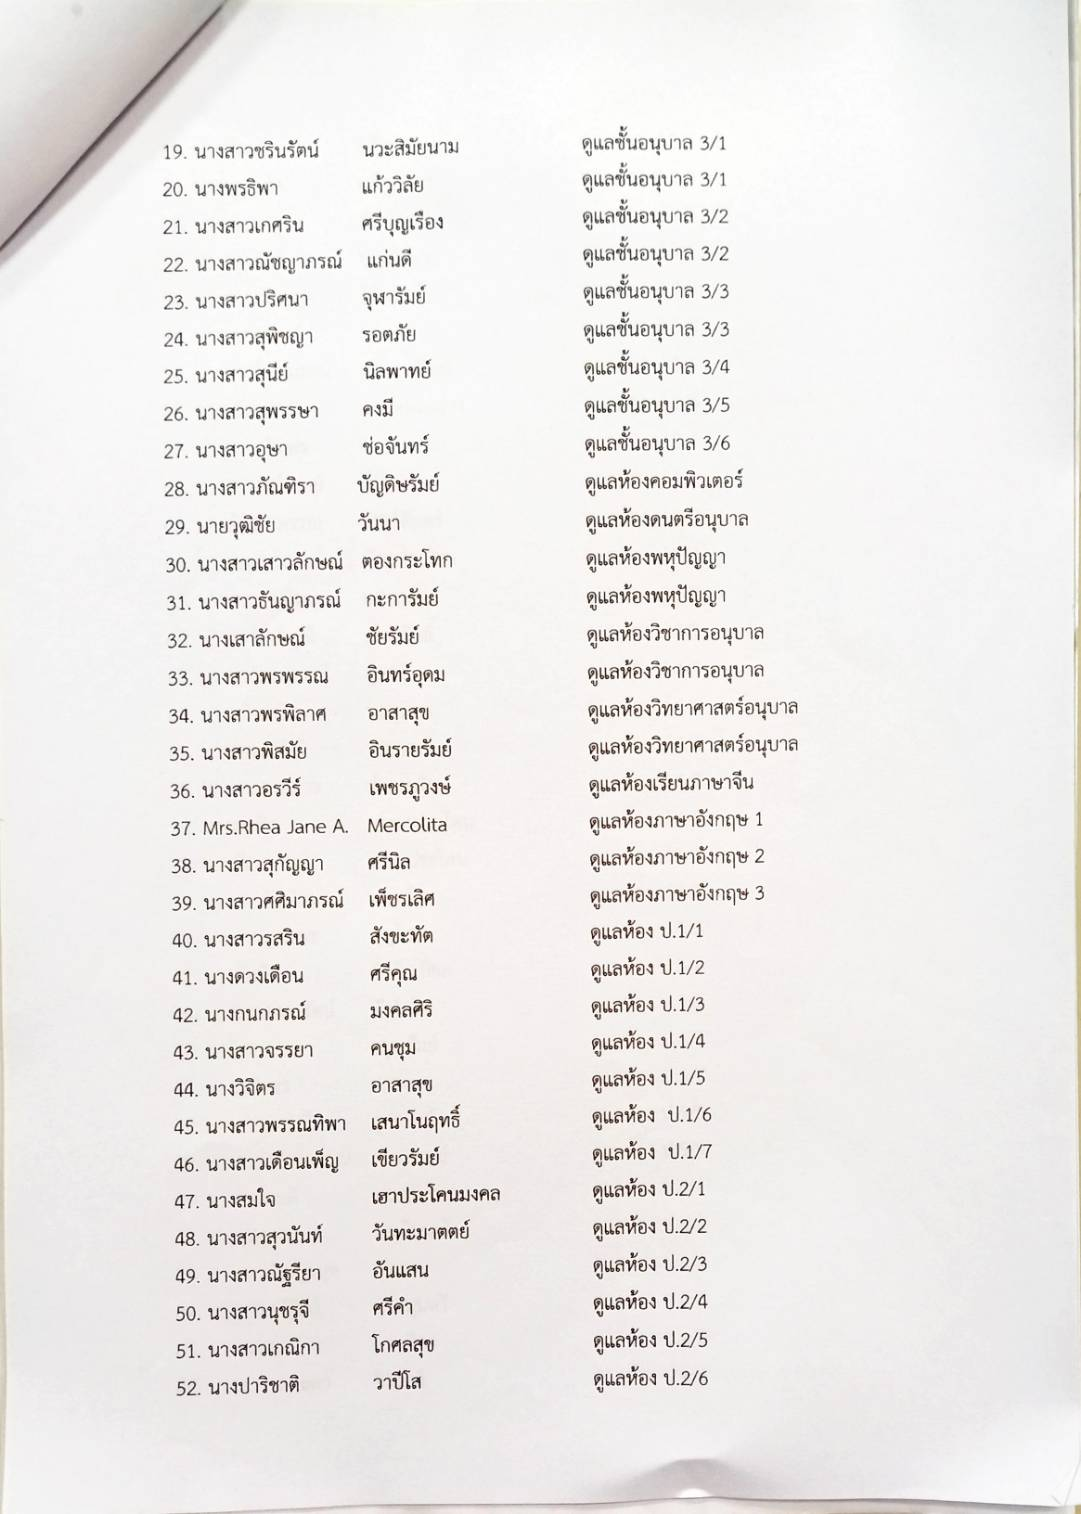 19. นางสาวชรินรัตน์ นวะสิมัยนาม ดูแลชั้นอนุบาล 3/1
20. นางพรธิพา แก้ววิลัย ดูแลชั้นอนุบาล 3/1
21. นางสาวเกศริน ศรีบุญเรือง ดูแลชั้นอนุบาล 3/2
22. นางสาวณัชญาภรณ์ แก่นดี ดูแลชั้นอนุบาล 3/2
23. นางสาวปริศนา จุฬารัมย์ ดูแลชั้นอนุบาล 3/3
24. นางสาวสุพิชญา รอตภัย ดูแลชั้นอนุบาล 3/3
25. นางสาวสุนีย์ นิลพาทย์ ดูแลชั้นอนุบาล 3/4
26. นางสาวสุพรรษา คงมี ดูแลชั้นอนุบาล 3/5
27. นางสาวอุษา ช่อจันทร์ ดูแลชั้นอนุบาล 3/6
28. นางสาวภัณฑิรา บัญดิษรัมย์ ดูแลห้องคอมพิวเตอร์
29. นายวุฒิชัย วันนา ดูแลห้องดนตรีอนุบาล
30. นางสาวเสาวลักษณ์ ตองกระโทก ดูแลห้องพหุปัญญา
31. นางสาวธันญาภรณ์ กะการัมย์ ดูแลห้องพหุปัญญา
32. นางเสาลักษณ์ ชัยรัมย์ ดูแลห้องวิชาการอนุบาล
33. นางสาวพรพรรณ อินทร์อุดม ดูแลห้องวิชาการอนุบาล
34. นางสาวพรพิลาศ อาสาสุข ดูแลห้องวิทยาศาสตร์อนุบาล
35. นางสาวพิสมัย อินรายรัมย์ ดูแลห้องวิทยาศาสตร์อนุบาล
36. นางสาวอรวีร์ เพชรภูวงษ์ ดูแลห้องเรียนภาษาจีน
37. Mrs.Rhea Jane A. Mercolita ดูแลห้องภาษาอังกฤษ 1
38. นางสาวสุกัญญา ศรีนิล ดูแลห้องภาษาอังกฤษ 2
39. นางสาวศศิมาภรณ์ เพ็ชรเลิศ ดูแลห้องภาษาอังกฤษ 3
40. นางสาวรสริน สังขะทัต ดูแลห้อง ป.1/1
41. นางดวงเดือน ศรีคุณ ดูแลห้อง ป.1/2
42. นางกนกภรณ์ มงคลศิริ ดูแลห้อง ป.1/3
43. นางสาวจรรยา คนชุม ดูแลห้อง ป.1/4
44. นางวิจิตร อาสาสุข ดูแลห้อง ป.1/5
45. นางสาวพรรณทิพา เสนาโนฤทธิ์ ดูแลห้อง ป.1/6
46. นางสาวเดือนเพ็ญ เขียวรัมย์ ดูแลห้อง ป.1/7
47. นางสมใจ เฮาประโคนมงคล ดูแลห้อง ป.2/1
48. นางสาวสุวนันท์ วันทะมาตตย์ ดูแลห้อง ป.2/2
49. นางสาวณัฐรียา อันแสน ดูแลห้อง ป.2/3
50. นางสาวนุชรุจี ศรีคำ ดูแลห้อง ป.2/4
51. นางสาวเกณิกา โกศลสุข ดูแลห้อง ป.2/5
52. นางปาริชาติ วาปีโส ดูแลห้อง ป.2/6